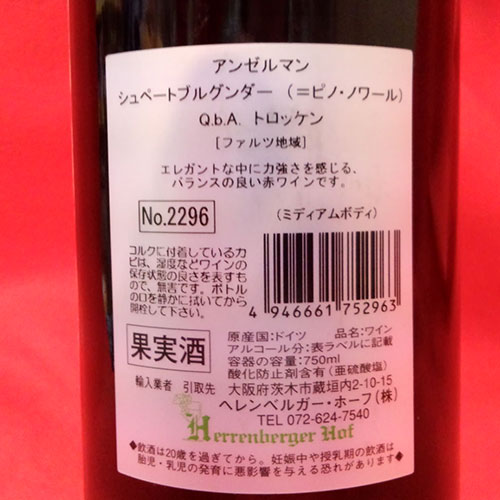 アンゼルマン
シュペートブルグンダー （＝ピノ・ノワール）
Q.b.A. トロッケン
［ファルツ地域］
エレガントな中に力強さを感じる、
バランスの良い赤ワインです。
No.2296
（ミディアムボディ）
コルクに付着しているカ
ビは、湿度などワインの
保存状態の良さを表すも
ので、無害です。ボトル
の口を静かに拭いてから
開栓して下さい。
4 946661 752963
果実酒
原産国：ドイツ 品名：ワイン
アルコール分：表ラベルに記載
容器の容量：750ml
酸化防止剤含有（亜硫酸塩）
輸入業者 引取先 大阪府茨木市蔵垣内2-10-15
ヘレンベルガー・ホーフ（株）
TEL 072-624-7540
Herrenberger Hof
◆飲酒は20歳を過ぎてから。妊娠中や授乳期の飲酒は
胎児・乳児の発育に悪影響を与える恐れがあります◆